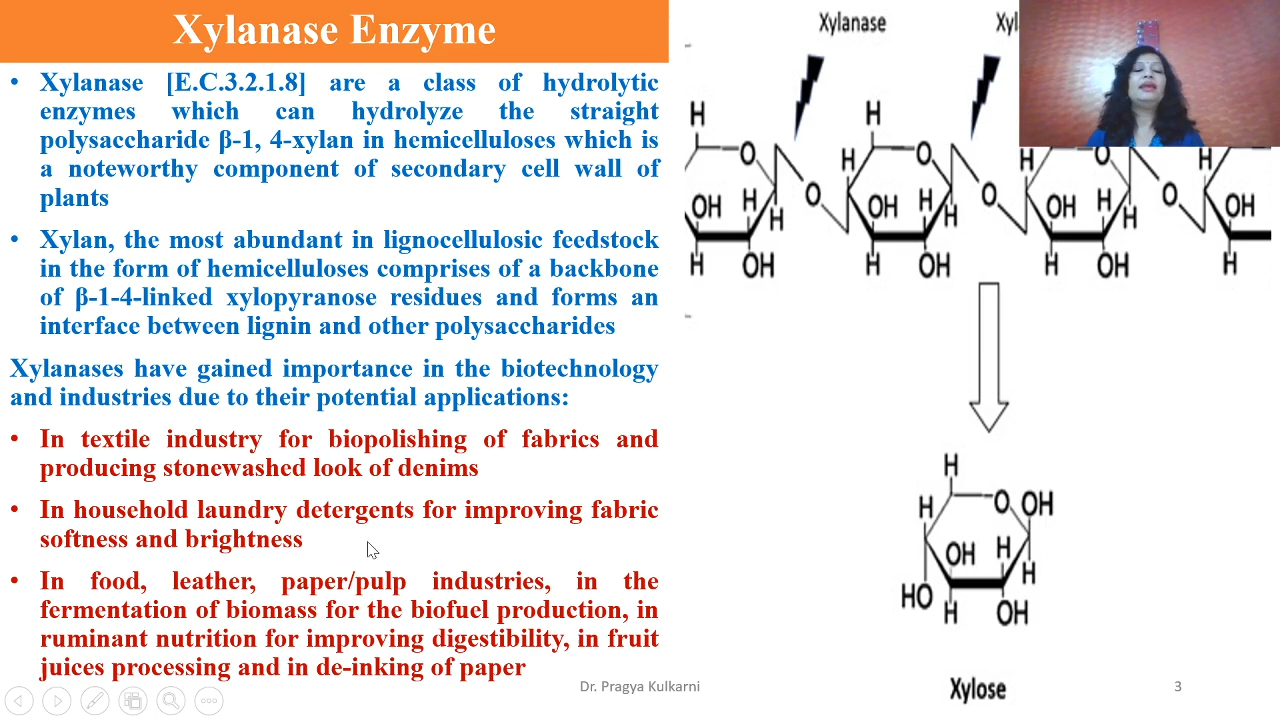 Xylanase Enzyme
• Xylanase [E.C.3.2.1.8] are a class of hydrolytic
enzymes which can hydrolyze the straight
polysaccharide β-1, 4-xylan in hemicelluloses which is
a noteworthy component of secondary cell wall of
plants
• Xylan, the most abundant in lignocellulosic feedstock
in the form of hemicelluloses comprises of a backbone
of β-1-4-linked xylopyranose residues and forms an
interface between lignin and other polysaccharides
Xylanases have gained importance in the biotechnology
and industries due to their potential applications:
• In textile industry for biopolishing of fabrics and
producing stonewashed look of denims
• In household laundry detergents for improving fabric
softness and brightness
• In food, leather, paper/pulp industries, in the
fermentation of biomass for the biofuel production, in
ruminant nutrition for improving digestibility, in fruit
juices processing and in de-inking of paper
Xylanase Xyl
H H
O H O H O H
O O O
OH H H OH H H OH H H OH
H OH H OH H OH H
H
H O OH
OH H H
HO H OH
Xylose
Dr. Pragya Kulkarni 3